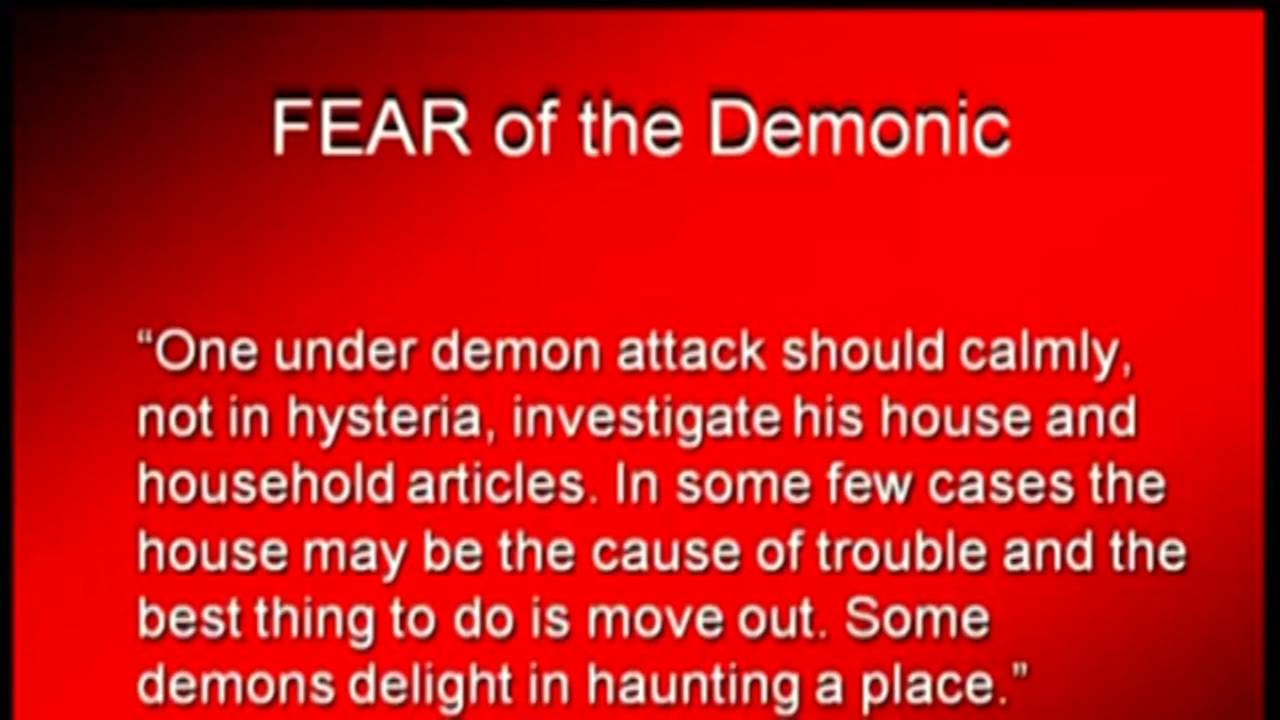 FEAR of the Demonic
“One under demon attack should calmly,
not in hysteria, investigate his house and
household articles. In some few cases the
house may be the cause of trouble and the
best thing to do is move out. Some
demons delight in haunting a place.”